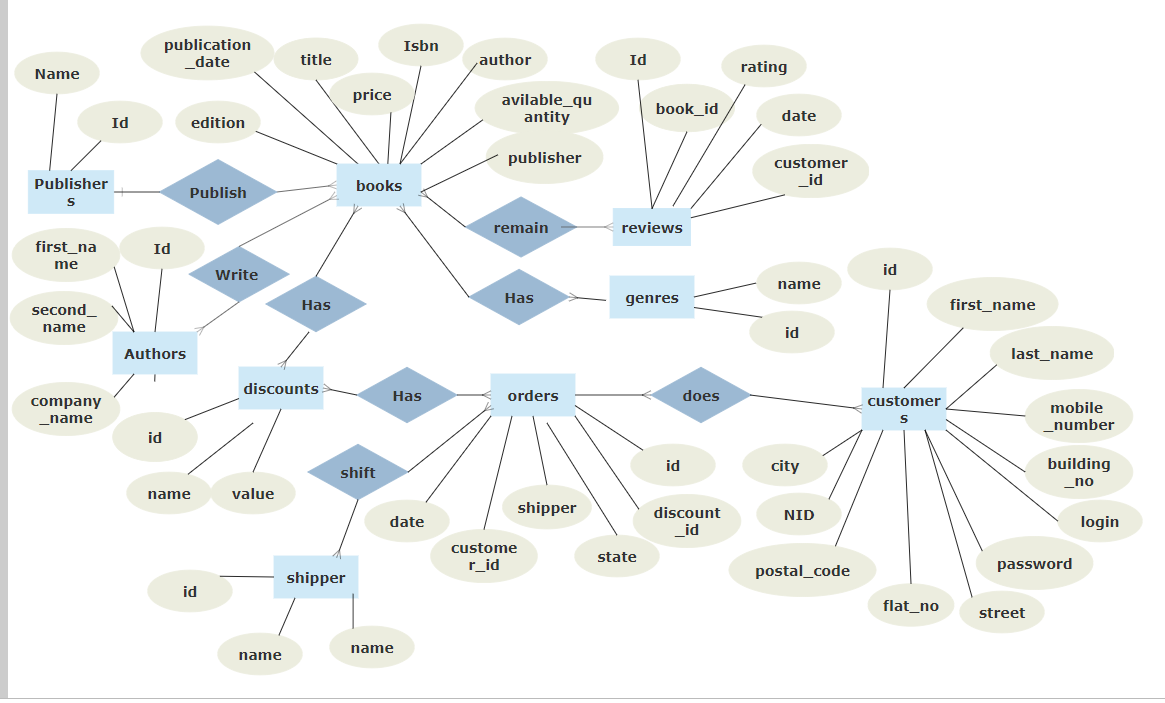 publication
_date
title
Isbn
author
Id
rating
Name
price
avilable_qu
antity
book_id
date
Id
edition
publisher
customer
_id
Publisher
s
Publish
books
remain
reviews
first_na
me
Id
Write
Has
Has
genres
name
id
id
first_name
second_
name
Authors
last_name
company
_name
discounts
Has
orders
does
customer
s
mobile
_number
id
name
value
shift
date
custome
r_id
shipper
state
discount
_id
id
city
NID
building
_no
login
postal_code
password
flat_no
street
id
shipper
name
name